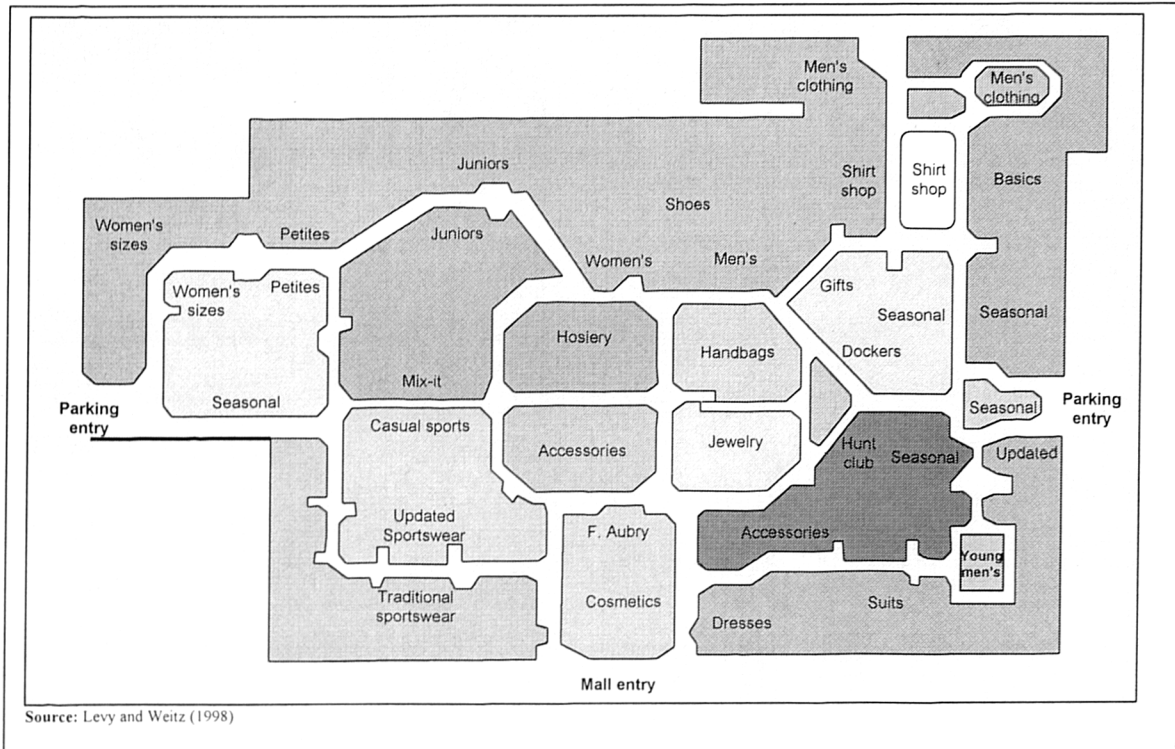 Men's
clothing
Men's
clothing
Juniors
Shirt
shop
Shirt
shop
Basics
Shoes
Women's
sizes
Petites
Juniors
Women's
Men's
Women's
sizes
Petites
Gifts
Seasonal
Seasonal
Hosiery
Handbags
Dockers
Mix-it
Seasonal
Parking
entry
Seasonal
Parking
entry
Casual sports
Accessories
Jewelry
Hunt
club
Seasonal
Updated
Updated
Sportswear
F. Aubry
Accessories
Young
men's
Traditional
sportswear
Cosmetics
Suits
Dresses
Mall entry
Source: Levy and Weitz (1998)